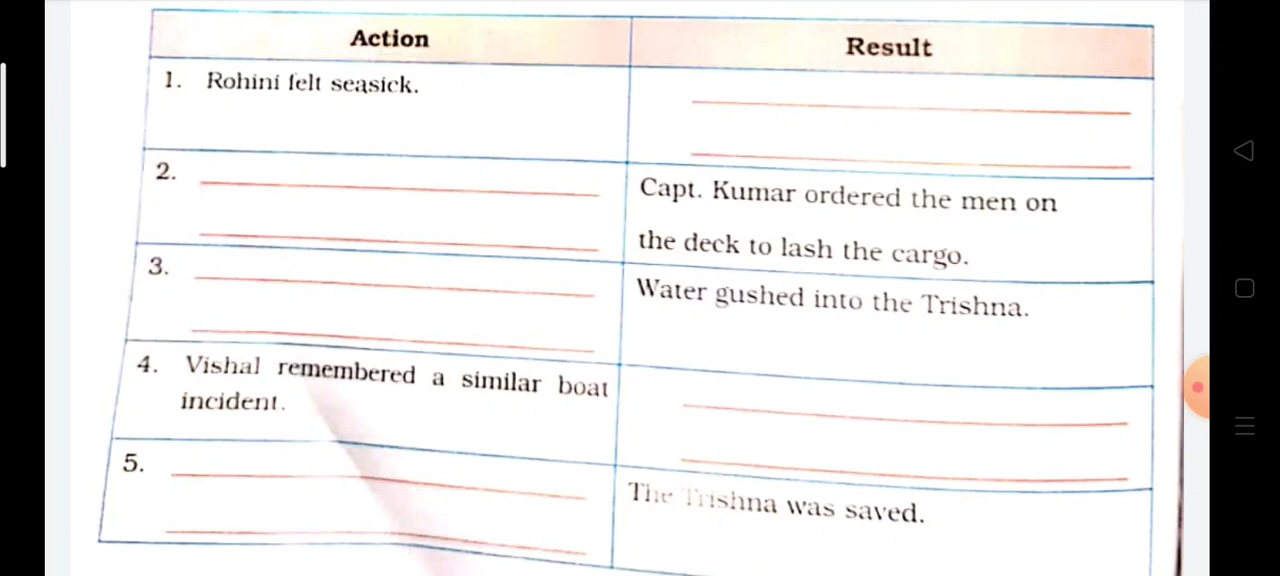 Action
Result
1. Rohini felt seasick.
2.
Capt. Kumar ordered the men on
the deck to lash the cargo.
3.
Water gushed into the Trishna.
4. Vishal remembered a similar boat
incident.
5.
The Trishna was saved.